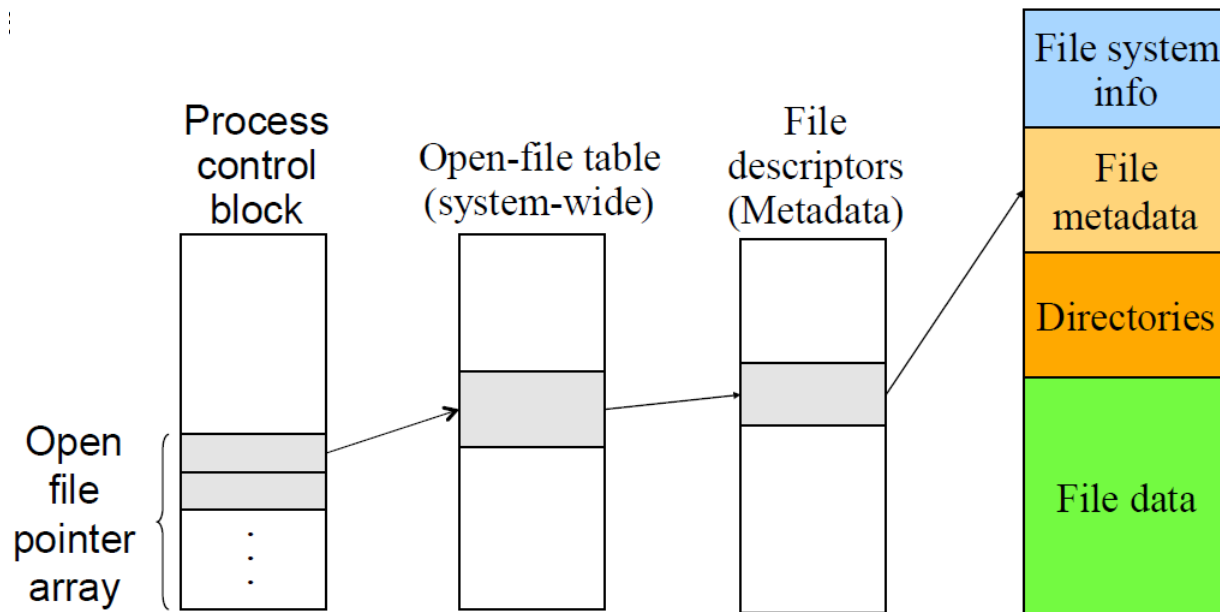 Process
control
block
Open-file table
(system-wide)
File
descriptors
(Metadata)
File system
info
File
metadata
Directories
File data
Open
file
pointer
array